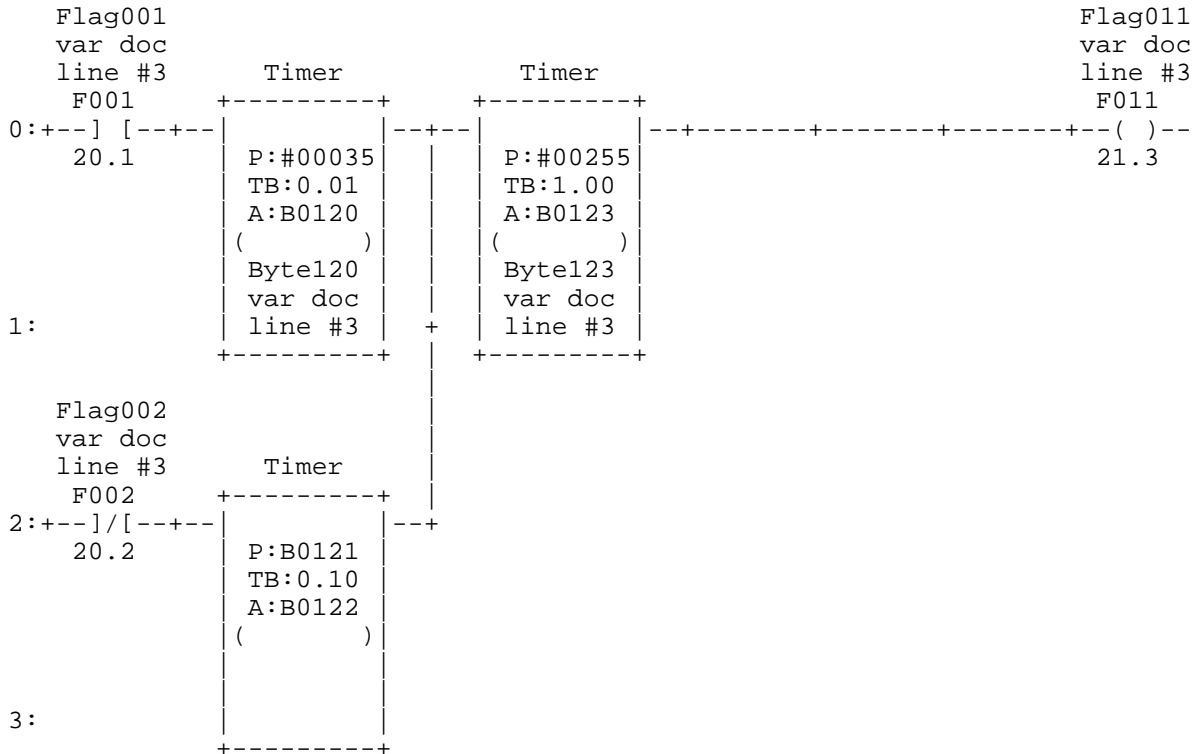 Flag001 Flag011
var doc var doc
line #3 Timer Timer line #3
F001 +---------+ +---------+ F011
0:+--] [--+--| |--+--| |--+-------+-------+-------+--( )--
20.1 | P:#00035| | | P:#00255| 21.3
| TB:0.01 | | | TB:1.00 |
| A:B0120 | | | A:B0123 |
|( )| | |( )|
| Byte120 | | | Byte123 |
| var doc | | | var doc |
1: | line #3 | + | line #3 |
+---------+ | +---------+
|
Flag002 |
var doc |
line #3 Timer |
F002 +---------+ |
2:+--]/[--+--| |--+
20.2 | P:B0121 |
| TB:0.10 |
| A:B0122 |
|( )|
| |
| |
3: | |
+---------+